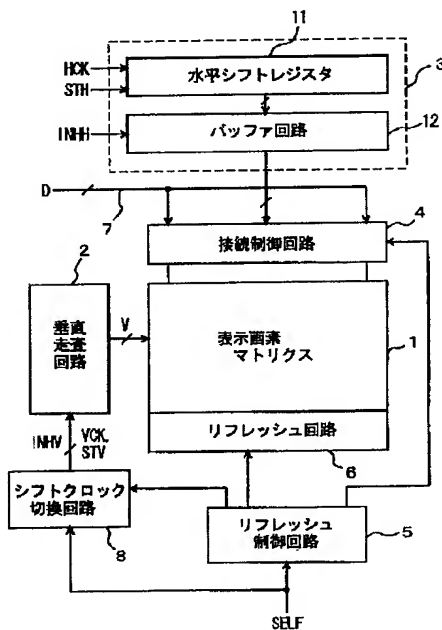 11
HCK
STH
水平シフトレジスタ
3
INHH
バッファ回路
12
D
7
4
接続制御回路
2
垂直
走査
回路
V
表示画素
マトリクス
1
リフレッシュ回路
6
INHV
VCK,
STV
シフトクロック
切換回路
8
リフレッシュ
制御回路
5
SELF